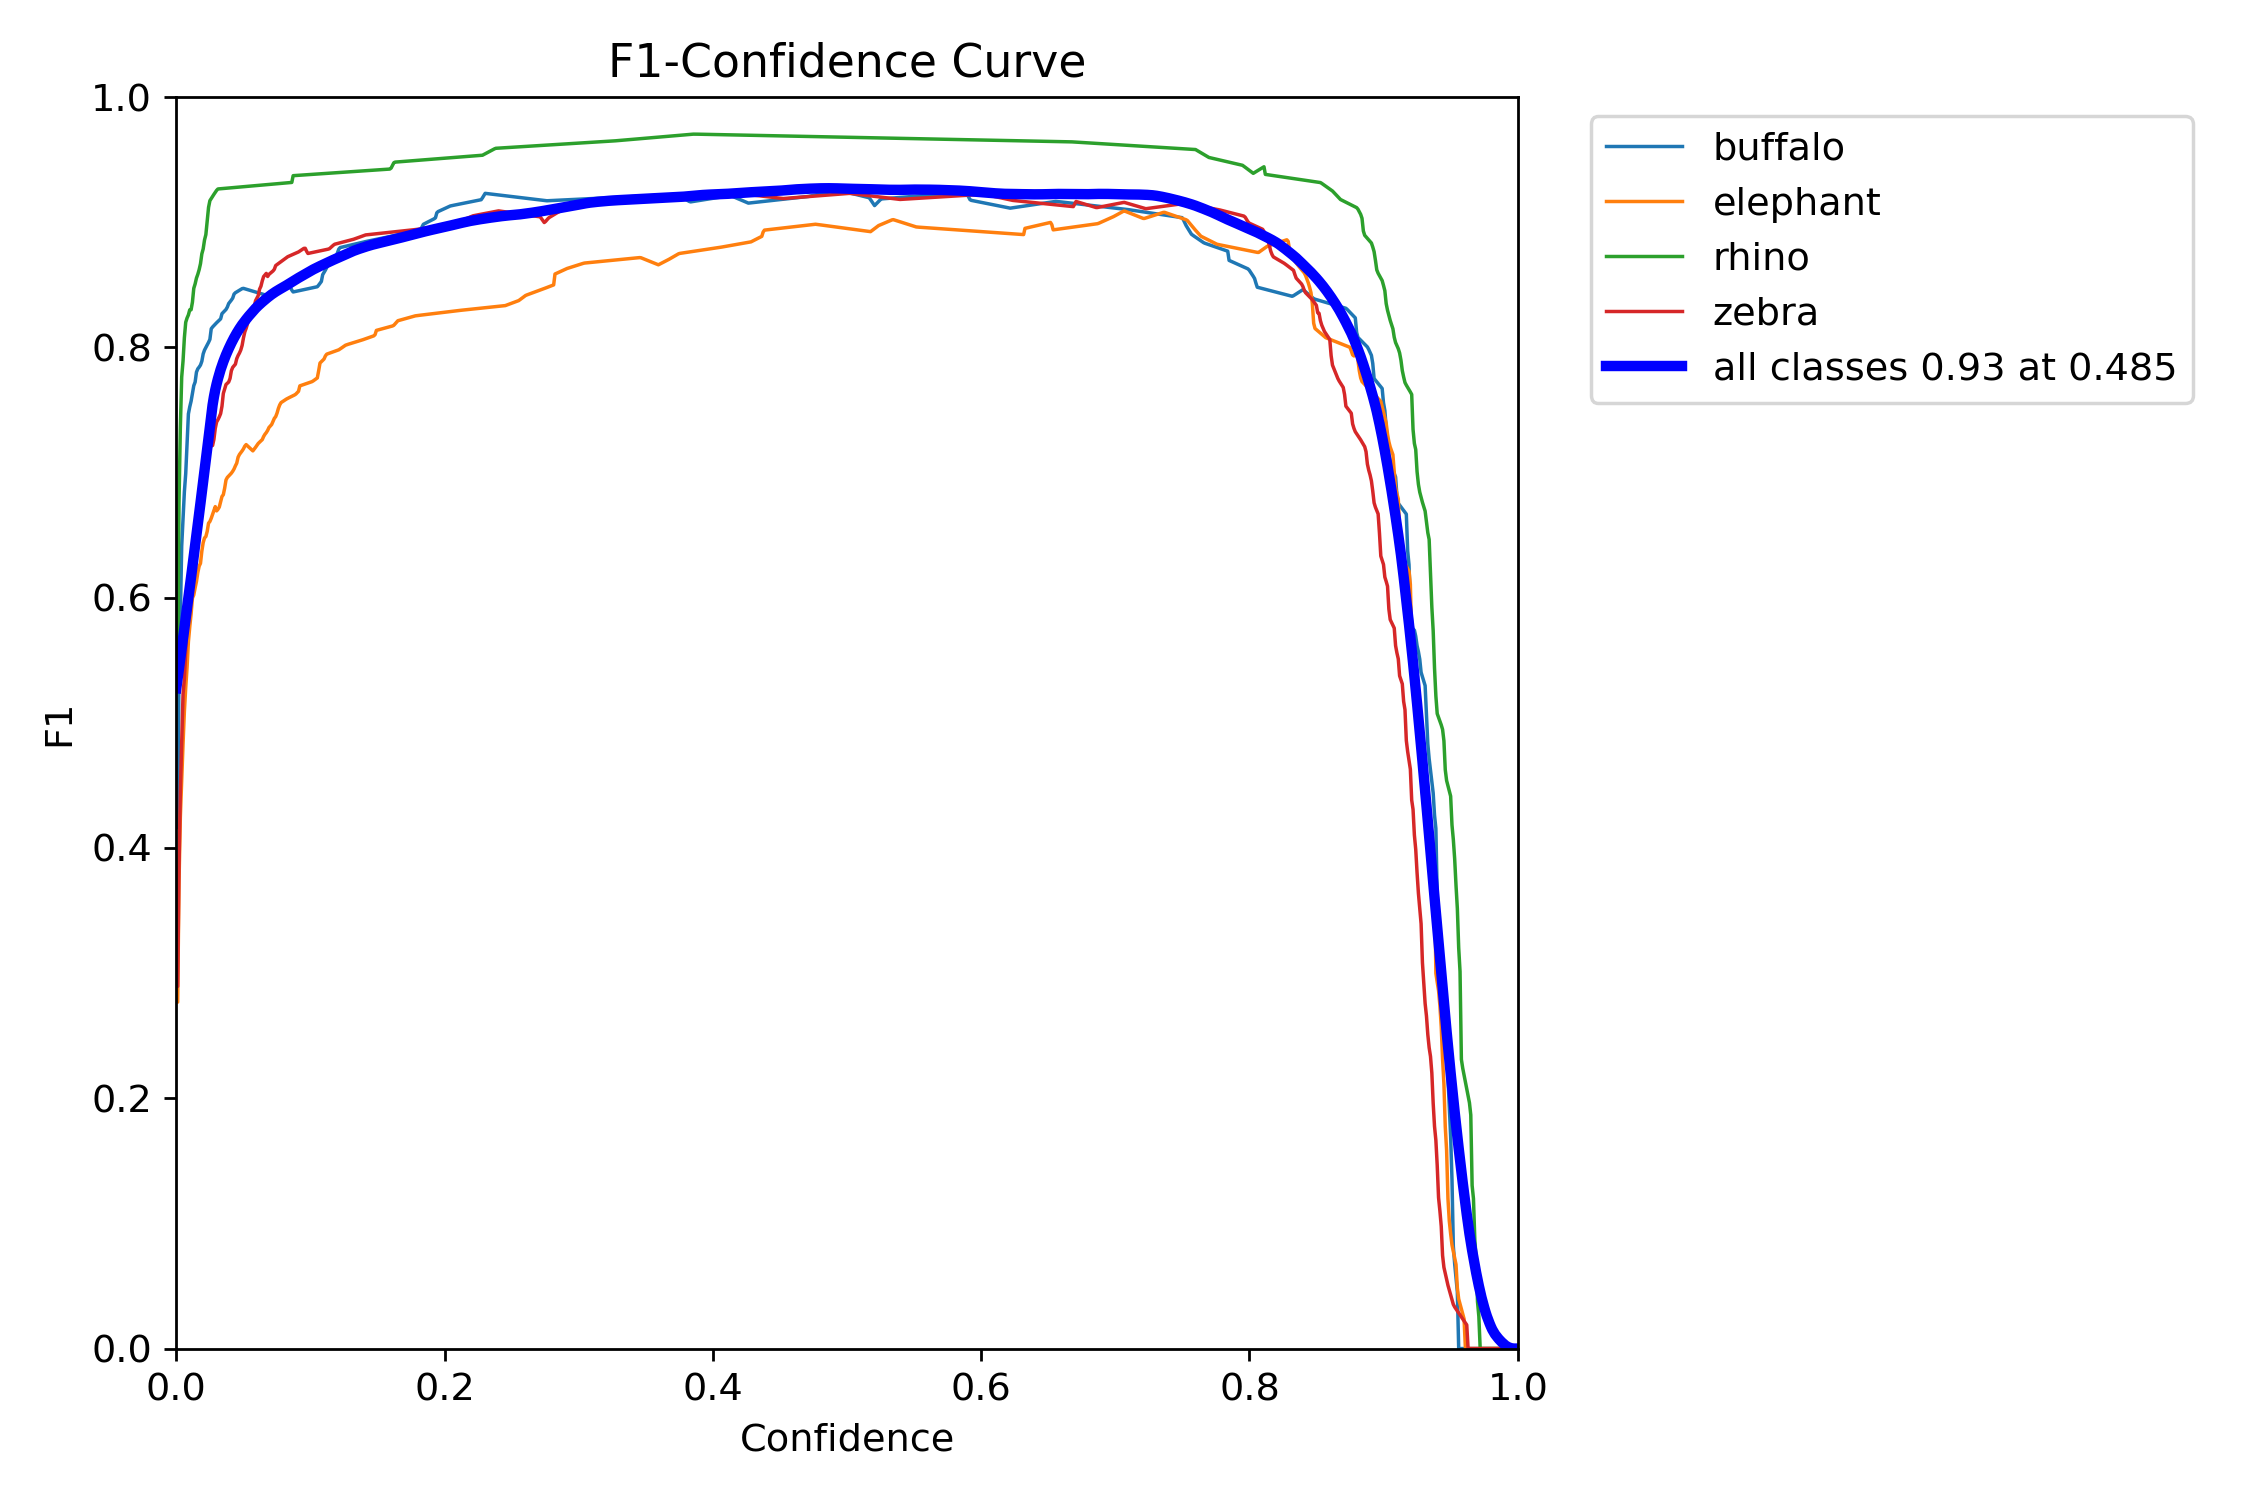 F1-Confidence Curve
1.0
0.8
0.6
0.4
0.2
0.0
F1
0.0 0.2 0.4 0.6 0.8 1.0
Confidence
buffalo
elephant
rhino
zebra
all classes 0.93 at 0.485